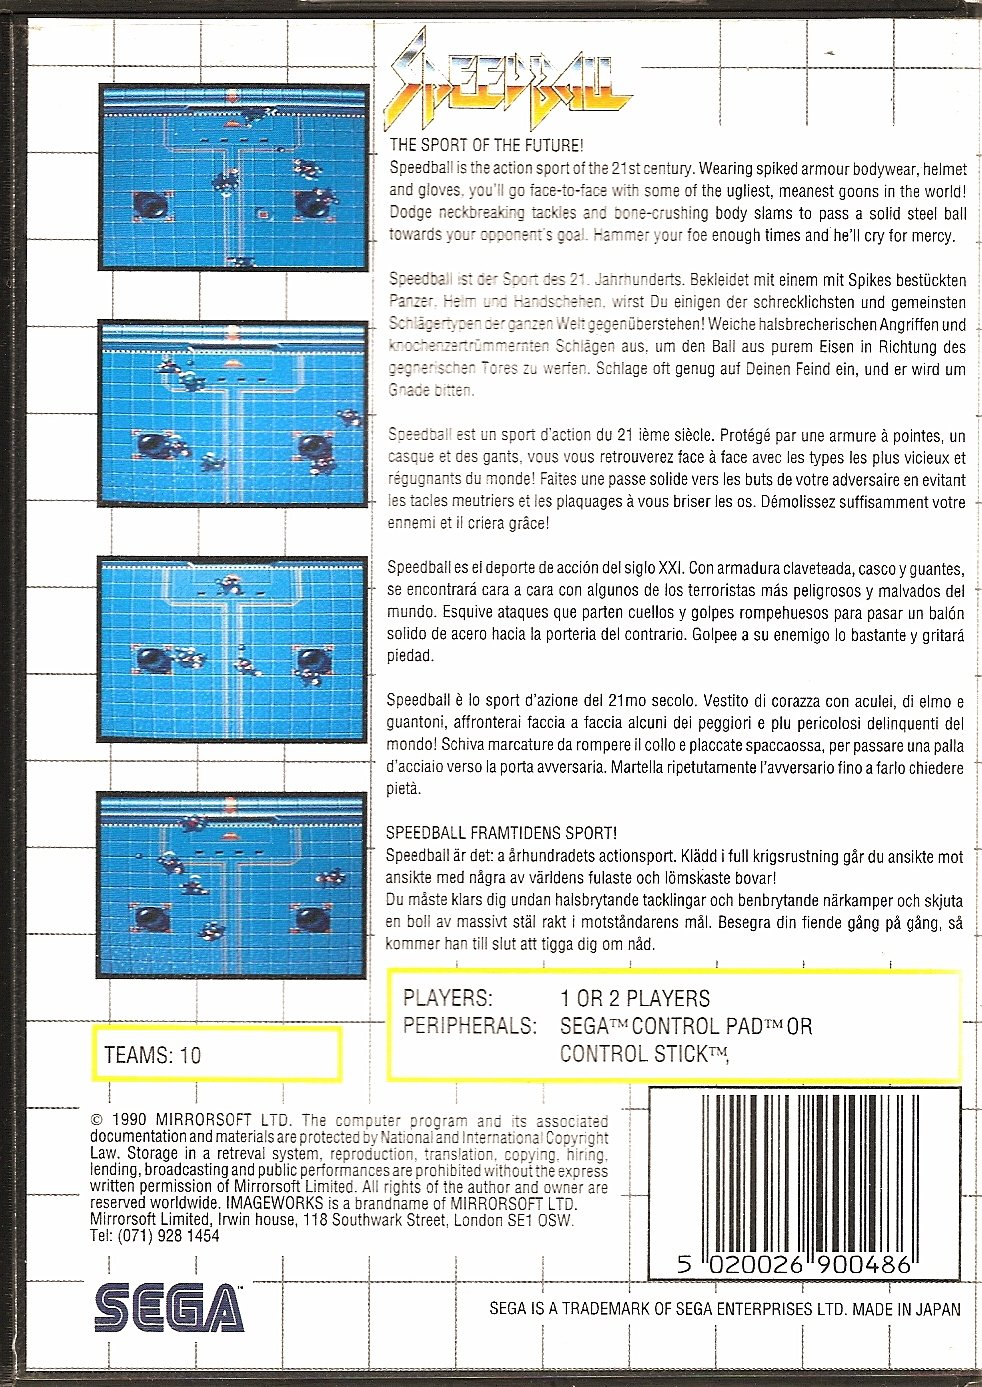 SPEEDBALL
THE SPORT OF THE FUTURE!
Speedball is the action sport of the 21st century. Wearing spiked armour bodywear, helmet
and gloves, you'll go face-to-face with some of the ugliest, meanest goons in the world!
Dodge neckbreaking tackles and bone-crushing body slams to pass a solid steel ball
towards your opponent's goal. Hammer your foe enough times and he'll cry for mercy.
Speedball ist der Sport des 21. Jahrhunderts. Bekleidet mit einem mit Spikes bestückten
Panzer, Helm und Handschehen, wirst Du einigen der schrecklichsten und gemeinsten
Schlägertypen der ganzen Welt gegenüberstehen! Weiche halsbrecherischen Angriffen und
knochenzertrümmernten Schlägen aus, um den Ball aus purem Eisen in Richtung des
gegnerischen Tores zu werfen. Schlage oft genug auf Deinen Feind ein, und er wird um
Gnade bitten.
Speedball est un sport d'action du 21 ième siècle. Protégé par une armure à pointes, un
casque et des gants, vous vous retrouverez face à face avec les types les plus vicieux et
régugnants du monde! Faites une passe solide vers les buts de votre adversaire en evitant
les tacles meutriers et les plaquages à vous briser les os. Démolissez suffisamment votre
ennemi et il criera grâce!
Speedball es el deporte de acción del siglo XXI. Con armadura claveteada, casco y guantes,
se encontrará cara a cara con algunos de los terroristas más peligrosos y malvados del
mundo. Esquive ataques que parten cuellos y golpes rompehuesos para pasar un balón
solido de acero hacia la porteria del contrario. Golpee a su enemigo lo bastante y gritará
piedad.
Speedball è lo sport d'azione del 21mo secolo. Vestito di corazza con aculei, di elmo e
guantoni, affronterai faccia a faccia alcuni dei peggiori e plu pericolosi delinquenti del
mondo! Schiva marcature da rompere il collo e placcate spaccaossa, per passare una palla
d'acciaio verso la porta avversaria. Martella ripetutamente l'avversario fino a farlo chiedere
pietà.
SPEEDBALL FRAMTIDENS SPORT!
Speedball är det: a århundradets actionsport. Klädd i full krigsrustning går du ansikte mot
ansikte med några av världens fulaste och lömskaste bovar!
Du måste klars dig undan halsbrytande tacklingar och benbrytande närkamper och skjuta
en boll av massivt stäl rakt i motståndarens mål. Besegra din fiende gång på gång, så
kommer han till slut att tigga dig om nåd.
PLAYERS: 1 OR 2 PLAYERS
PERIPHERALS: SEGA™ CONTROL PAD™ OR
CONTROL STICK™,
TEAMS: 10
© 1990 MIRRORSOFT LTD. The computer program and its associated
documentation and materials are protected by National and International Copyright
Law. Storage in a retreval system, reproduction, translation, copying, hiring,
lending, broadcasting and public performances are prohibited without the express
written permission of Mirrorsoft Limited. All rights of the author and owner are
reserved worldwide. IMAGEWORKS is a brandname of MIRRORSOFT LTD.
Mirrorsoft Limited, Irwin house, 118 Southwark Street, London SE1 OSW.
Tel: (071) 928 1454
5 020026 900486
SEGA™
SEGA IS A TRADEMARK OF SEGA ENTERPRISES LTD. MADE IN JAPAN